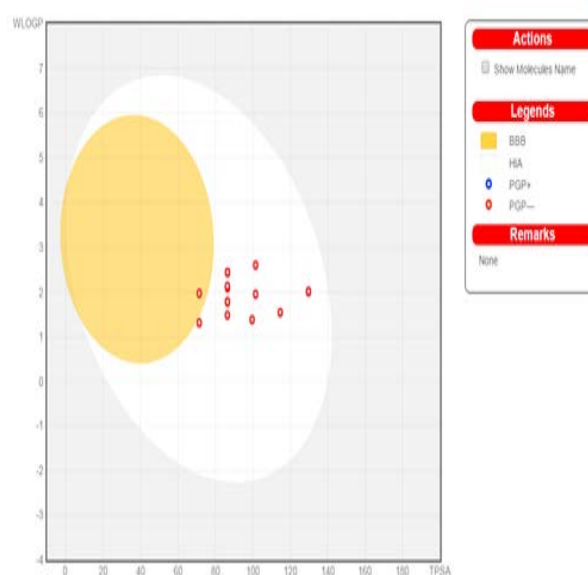 WLOGP
7
6
5
4
3
2
1
0
-1
-2
-3
-4
0 20 40 60 80 100 120 140 160 180 TPSA
Actions
Show Molecules Name
Legends
BBB
HIA
PGP+
PGP—
Remarks
None